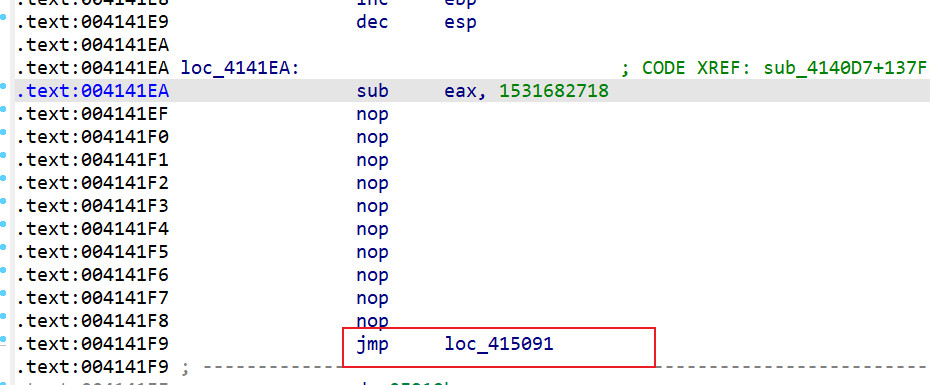 .text:004141E8 inc ebp
.text:004141E9 dec esp
.text:004141EA
.text:004141EA loc_4141EA: ; CODE XREF: sub_4140D7+137F
.text:004141EA sub eax, 1531682718
.text:004141EF nop
.text:004141F0 nop
.text:004141F1 nop
.text:004141F2 nop
.text:004141F3 nop
.text:004141F4 nop
.text:004141F5 nop
.text:004141F6 nop
.text:004141F7 nop
.text:004141F8 nop
.text:004141F9 jmp loc_415091
.text:004141F9 ; ---------------------------------------------------------------